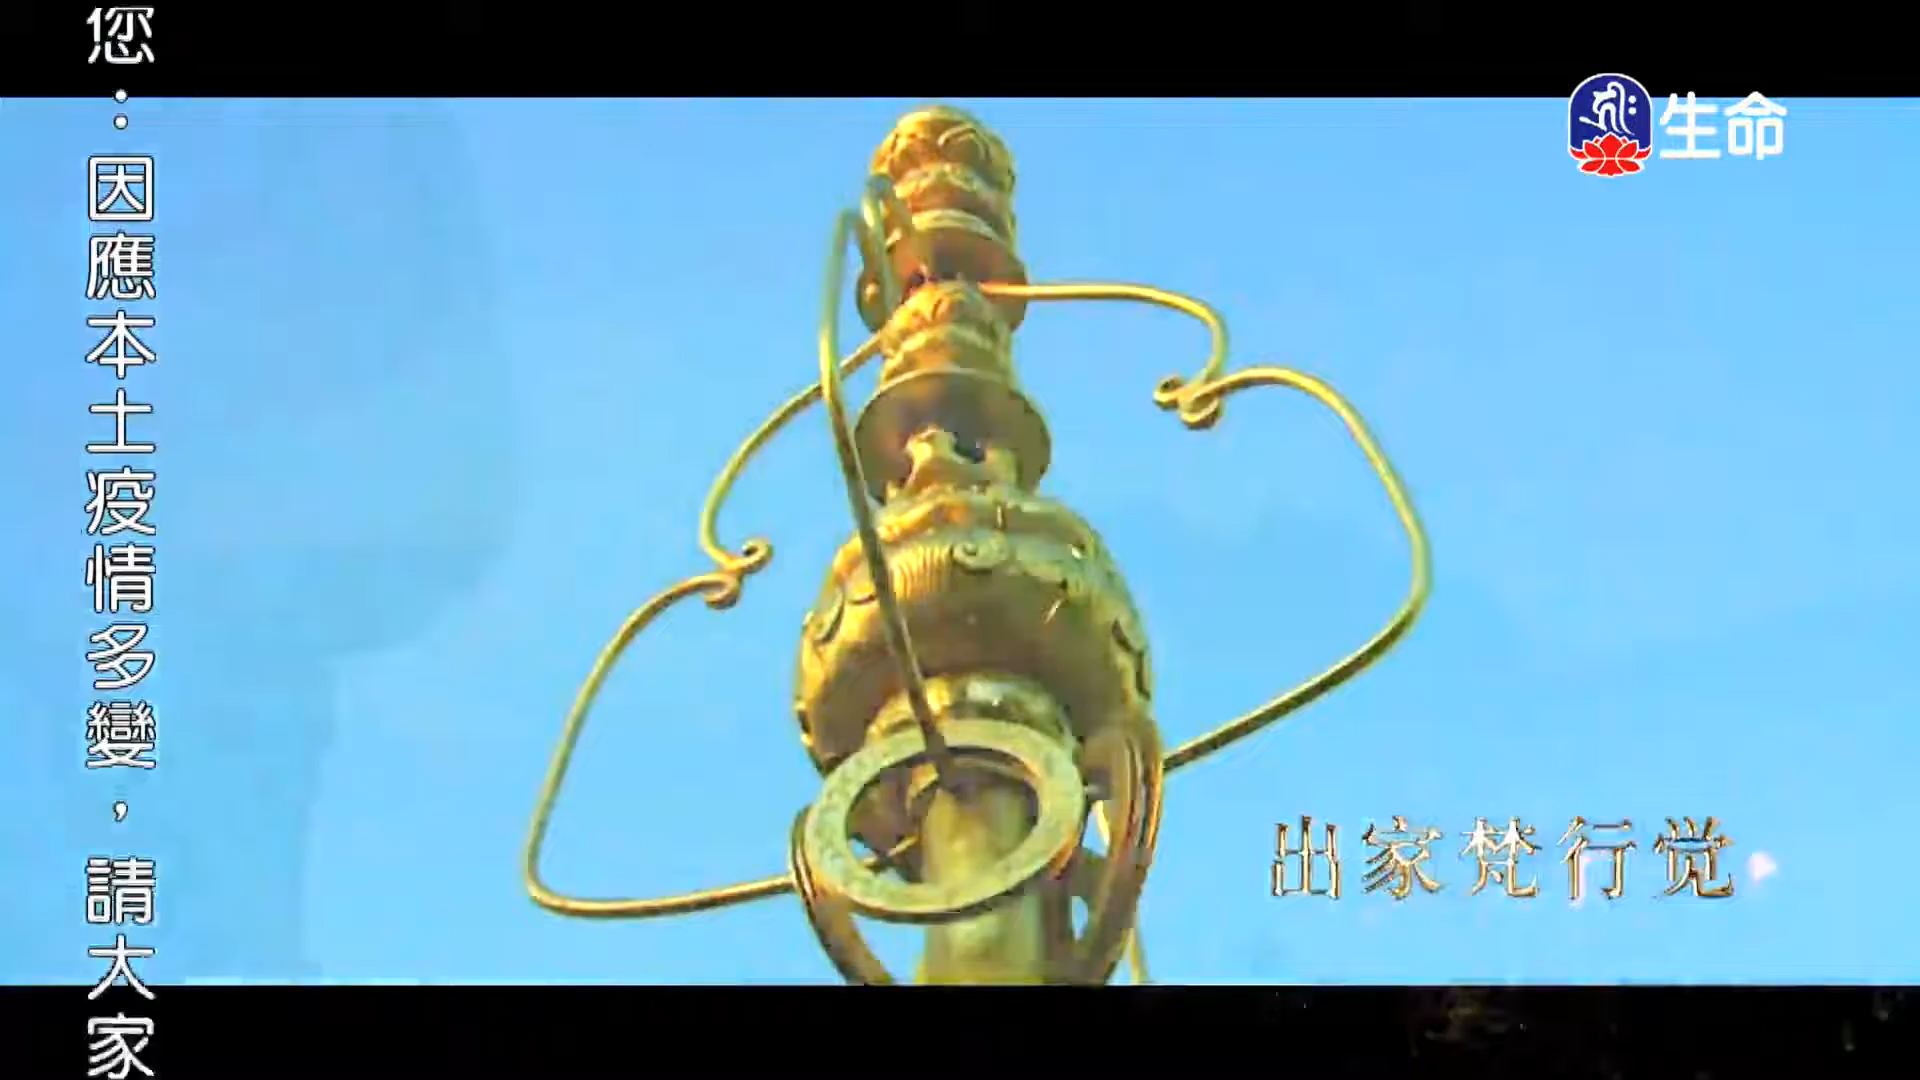 您：因應本土疫情多變，請大家
生命
出家梵行觉